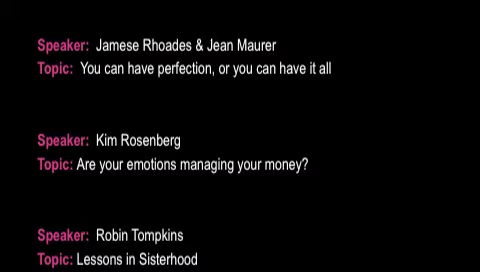 Speaker: Jamese Rhoades & Jean Maurer
Topic: You can have perfection, or you can have it all
Speaker: Kim Rosenberg
Topic: Are your emotions managing your money?
Speaker: Robin Tompkins
Topic: Lessons in Sisterhood